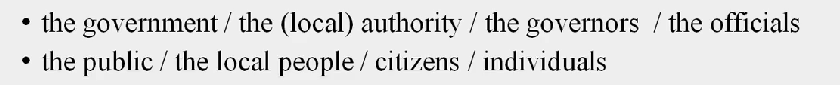 • the government / the (local) authority / the governors / the officials
• the public / the local people / citizens / individuals